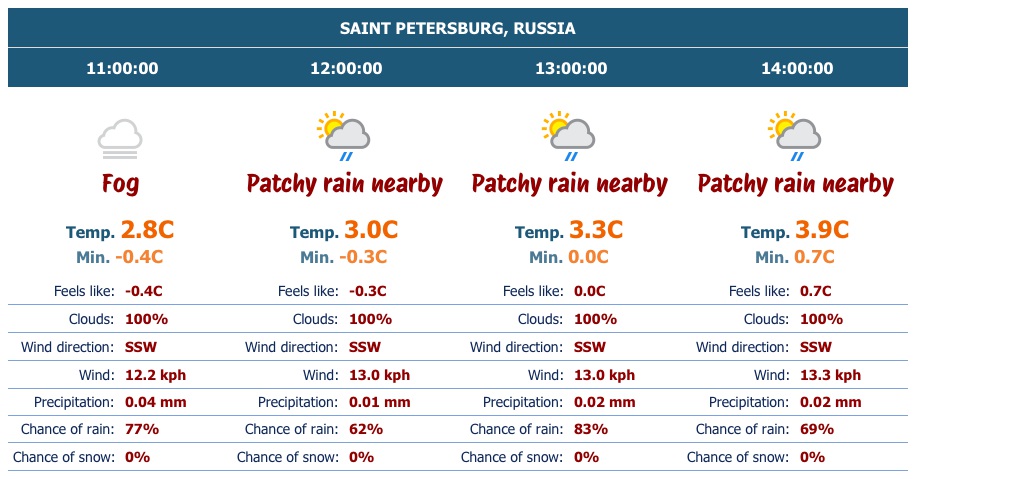 SAINT PETERSBURG, RUSSIA
11:00:00 12:00:00 13:00:00 14:00:00
Fog Patchy rain nearby Patchy rain nearby Patchy rain nearby
Temp. 2.8C Temp. 3.0C Temp. 3.3C Temp. 3.9C
Min. -0.4C Min. -0.3C Min. 0.0C Min. 0.7C
Feels like: -0.4C Feels like: -0.3C Feels like: 0.0C Feels like: 0.7C
Clouds: 100% Clouds: 100% Clouds: 100% Clouds: 100%
Wind direction: SSW Wind direction: SSW Wind direction: SSW Wind direction: SSW
Wind: 12.2 kph Wind: 13.0 kph Wind: 13.0 kph Wind: 13.3 kph
Precipitation: 0.04 mm Precipitation: 0.01 mm Precipitation: 0.02 mm Precipitation: 0.02 mm
Chance of rain: 77% Chance of rain: 62% Chance of rain: 83% Chance of rain: 69%
Chance of snow: 0% Chance of snow: 0% Chance of snow: 0% Chance of snow: 0%